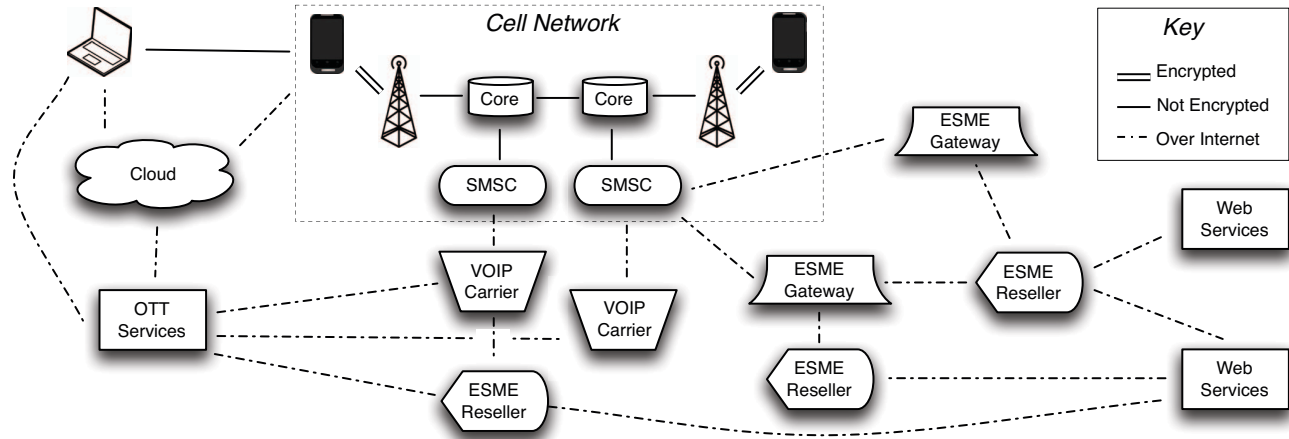 Cell Network
Key
Encrypted
Not Encrypted
Over Internet
Core
Core
ESME
Gateway
Cloud
SMSC
SMSC
Web
Services
VOIP
Carrier
ESME
Gateway
ESME
Reseller
OTT
Services
VOIP
Carrier
ESME
Reseller
ESME
Reseller
Web
Services